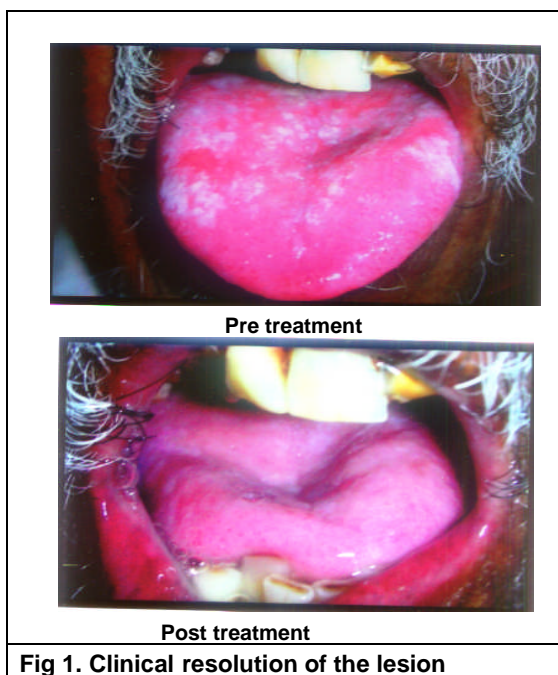 Pre treatment
Post treatment
Fig 1. Clinical resolution of the lesion